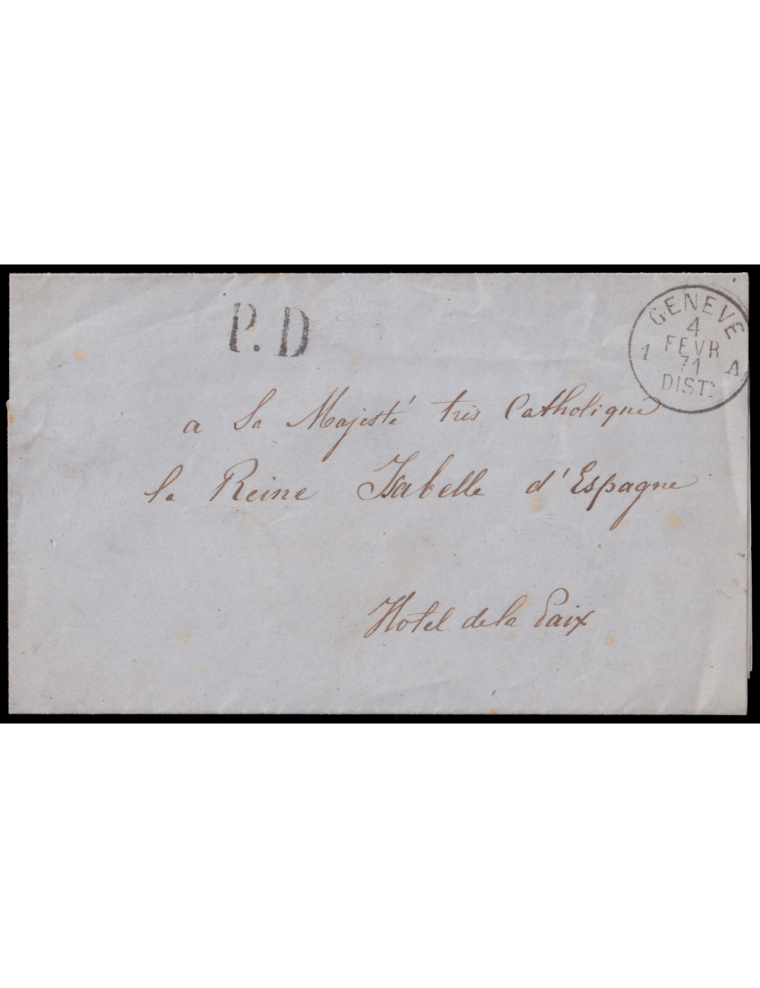 P.D
GENEVE
4
FEVR
1 71 A
DIST:
a Sa Majesté très Catholique
la Reine Isabelle d'Espagne
Hotel de la Paix